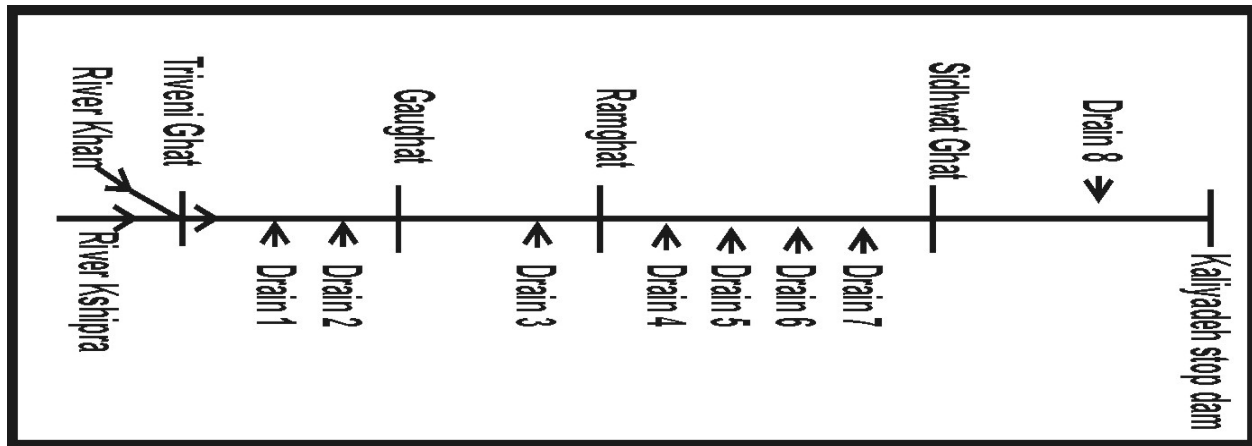 River Khan
River Kshipra
Triveni Ghat
Drain 1
Drain 2
Gaughat
Drain 3
Ramghat
Drain 4
Drain 5
Drain 6
Drain 7
Sidhwat Ghat
Drain 8
Kaliyadeh stop dam